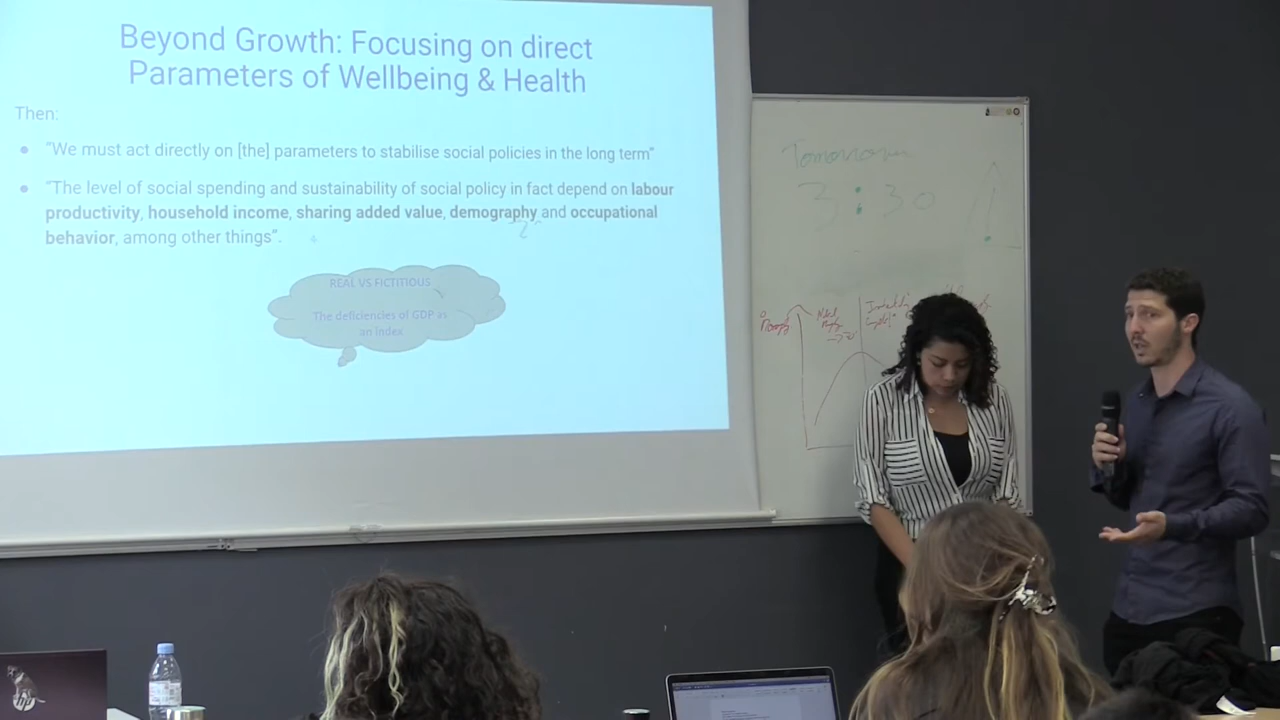 Beyond Growth: Focusing on direct
Parameters of Wellbeing & Health
Then:
● "We must act directly on [the] parameters to stabilise social policies in the long term"
● "The level of social spending and sustainability of social policy in fact depend on labour
productivity, household income, sharing added value, demography and occupational
behavior, among other things".
REAL VS FICTITIOUS
The deficiencies of GDP as
an index
Tomorrow
3:30